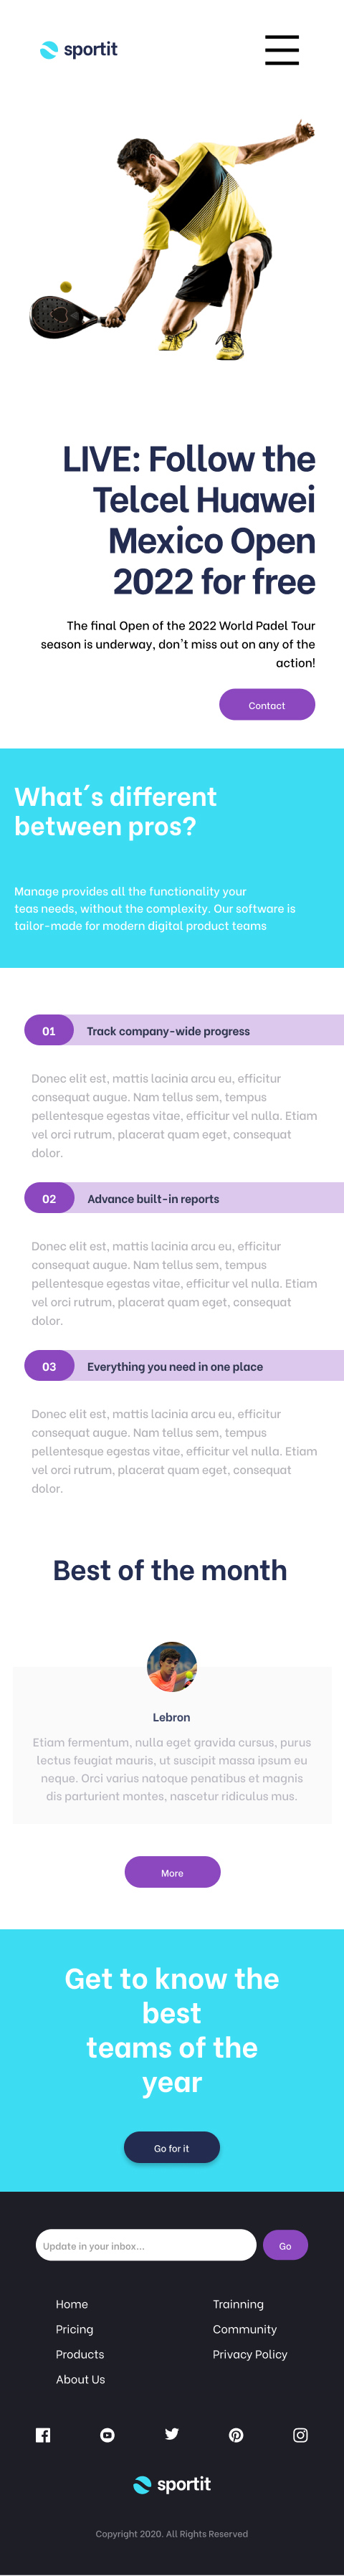 sportit
LIVE: Follow the
Telcel Huawei
Mexico Open
2022 for free
The final Open of the 2022 World Padel Tour
season is underway, don't miss out on any of the
action!
Contact
What´s different
between pros?
Manage provides all the functionality your
teas needs, without the complexity. Our software is
tailor-made for modern digital product teams
01 Track company-wide progress
Donec elit est, mattis lacinia arcu eu, efficitur
consequat augue. Nam tellus sem, tempus
pellentesque egestas vitae, efficitur vel nulla. Etiam
vel orci rutrum, placerat quam eget, consequat
dolor.
02 Advance built-in reports
Donec elit est, mattis lacinia arcu eu, efficitur
consequat augue. Nam tellus sem, tempus
pellentesque egestas vitae, efficitur vel nulla. Etiam
vel orci rutrum, placerat quam eget, consequat
dolor.
03 Everything you need in one place
Donec elit est, mattis lacinia arcu eu, efficitur
consequat augue. Nam tellus sem, tempus
pellentesque egestas vitae, efficitur vel nulla. Etiam
vel orci rutrum, placerat quam eget, consequat
dolor.
Best of the month
Lebron
Etiam fermentum, nulla eget gravida cursus, purus
lectus feugiat mauris, ut suscipit massa ipsum eu
neque. Orci varius natoque penatibus et magnis
dis parturient montes, nascetur ridiculus mus.
More
Get to know the
best
teams of the
year
Go for it
Update in your inbox...
Go
Home
Pricing
Products
About Us
Trainning
Community
Privacy Policy
sportit
Copyright 2020. All Rights Reserved